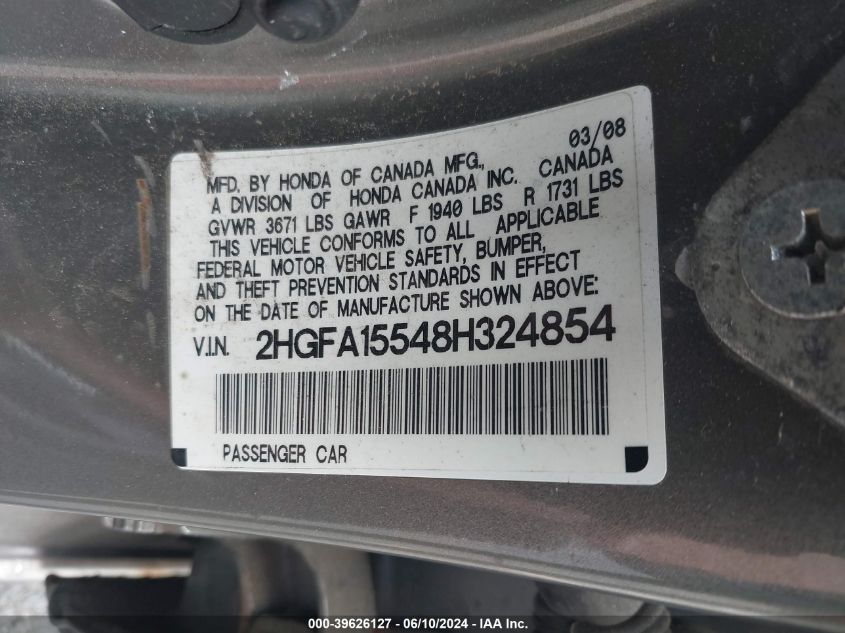 03/08
MFD. BY HONDA OF CANADA MFG., CANADA
A DIVISION OF HONDA CANADA INC.
GVWR 3671 LBS GAWR F 1940 LBS R 1731 LBS
THIS VEHICLE CONFORMS TO ALL APPLICABLE
FEDERAL MOTOR VEHICLE SAFETY, BUMPER,
AND THEFT PREVENTION STANDARDS IN EFFECT
ON THE DATE OF MANUFACTURE SHOWN ABOVE:
V.I.N. 2HGFA15548H324854
PASSENGER CAR
000-39626127 - 06/10/2024 - IAA Inc.